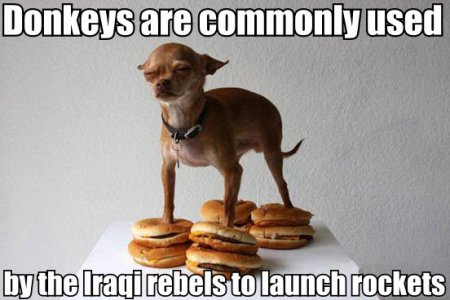 Donkeys are commonly used
by the Iraqi rebels to launch rockets